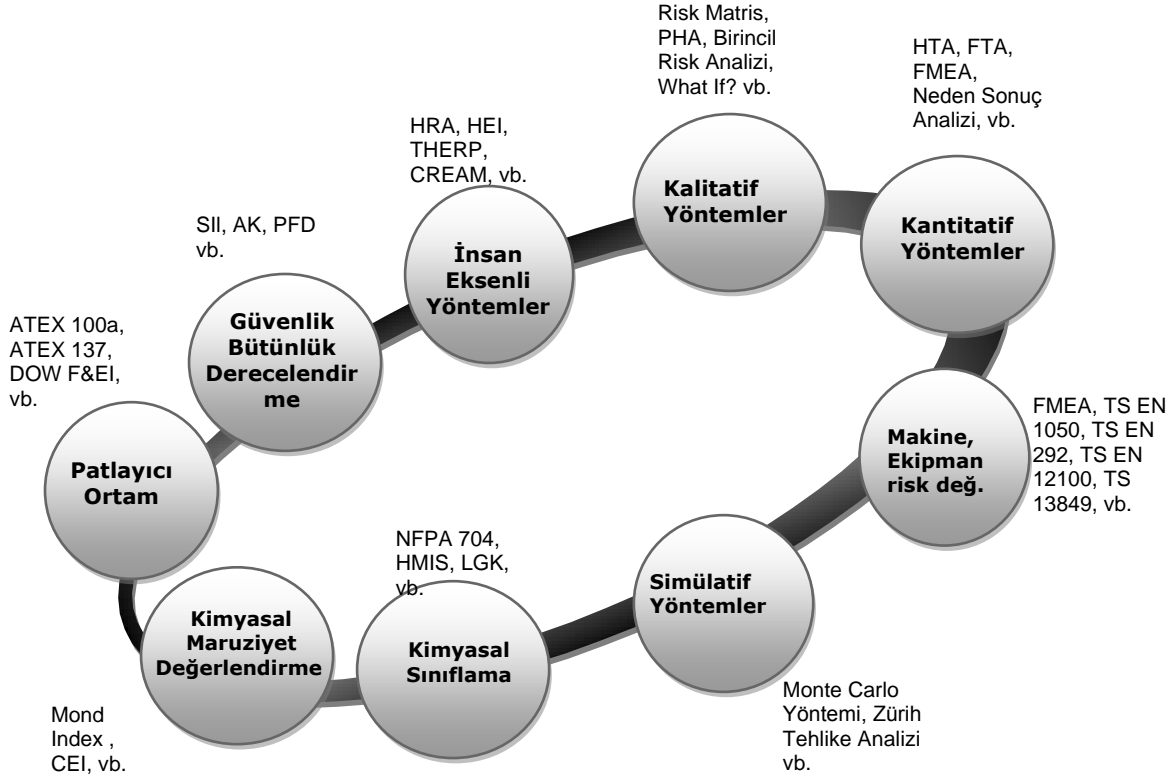 Risk Matris,
PHA, Birincil
Risk Analizi,
What If? vb.
HTA, FTA,
FMEA,
Neden Sonuç
Analizi, vb.
HRA, HEI,
THERP,
CREAM, vb.
Kalitatif
Yöntemler
Kantitatif
Yöntemler
SII, AK, PFD
vb.
İnsan
Eksenli
Yöntemler
Güvenlik
Bütünlük
Derecelendir
me
ATEX 100a,
ATEX 137,
DOW F&EI,
vb.
Patlayıcı
Ortam
Makine,
Ekipman
risk değ.
FMEA, TS EN
1050, TS EN
292, TS EN
12100, TS
13849, vb.
NFPA 704,
HMIS, LGK,
vb.
Simülatif
Yöntemler
Kimyasal
Maruziyet
Değerlendirme
Kimyasal
Sınıflama
Mond
Index ,
CEI, vb.
Monte Carlo
Yöntemi, Zürih
Tehlike Analizi
vb.